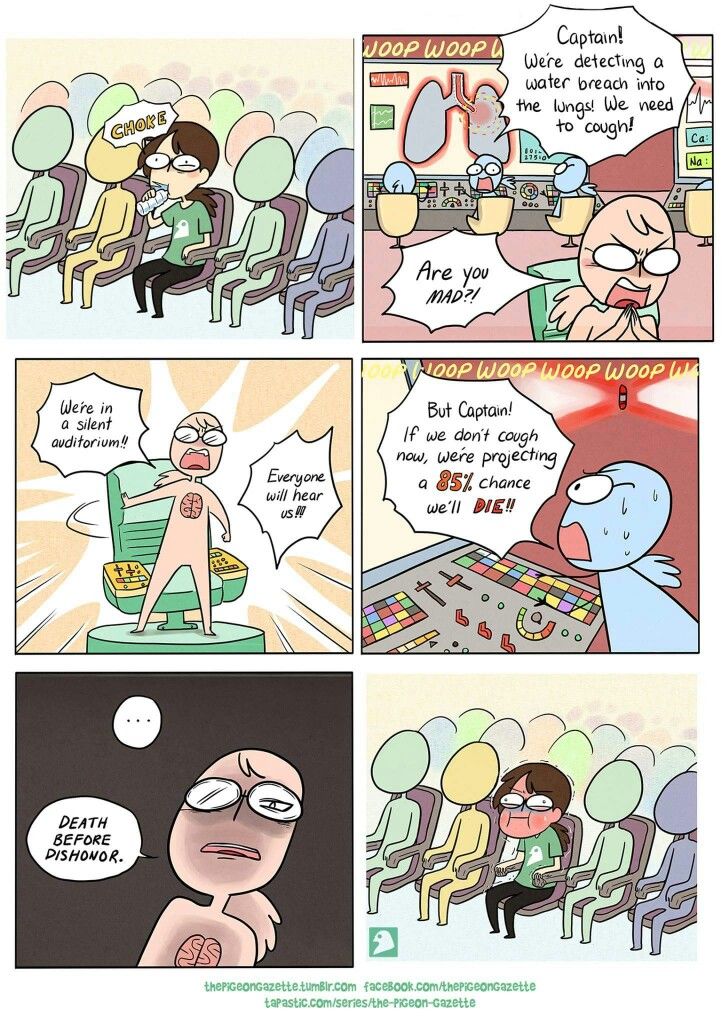 CHOKE
WOOP WOOP W
Captain!
We're detecting a
water breach into
the lungs! We need
to cough!
Ca:
Na:
Are you
MAD?!
We're in
a silent
auditorium!!
Everyone
will hear
us!!!
OOP WOOP WOOP WOOP WOOP WO
But Captain!
If we don't cough
now, we're projecting
a 85% chance
we'll DIE!!
...
DEATH
BEFORE
DISHONOR.
thepigeongazette.tumblr.com facebook.com/thepigeongazette
tapastic.com/series/the-pigeon-gazette